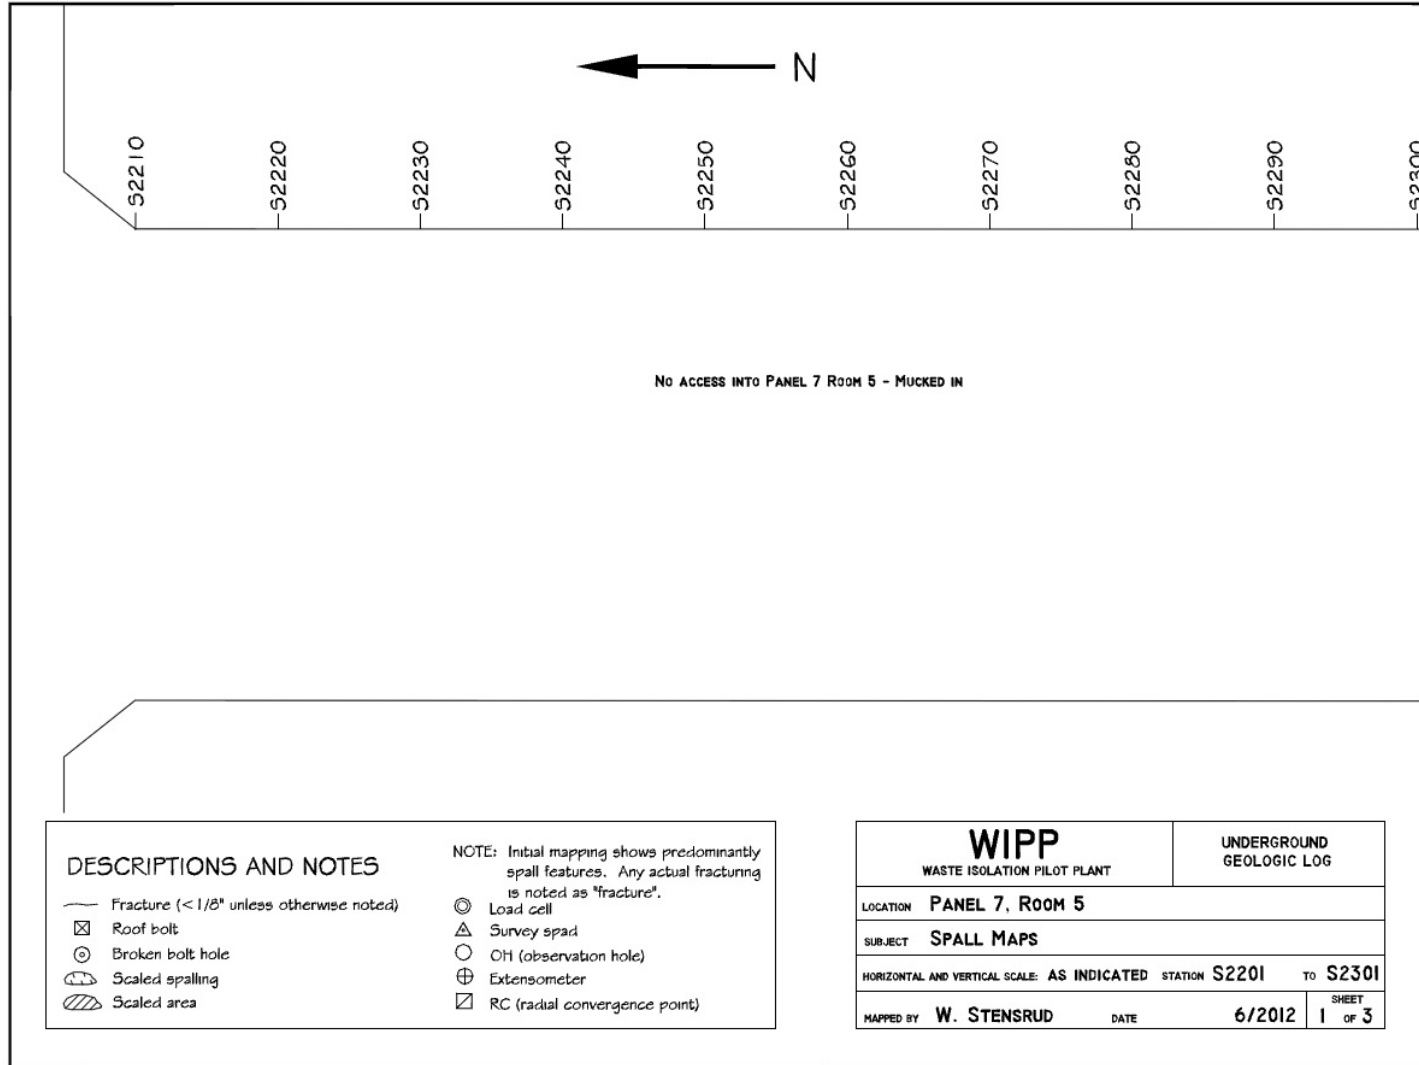 N
S2210
S2220
S2230
S2240
S2250
S2260
S2270
S2280
S2290
S2300
No access into Panel 7 Room 5 - Mucked in
DESCRIPTIONS AND NOTES
Fracture (<1/8" unless otherwise noted)
Roof bolt
Broken bolt hole
Scaled spalling
Scaled area
NOTE: Initial mapping shows predominantly
spall features. Any actual fracturing
is noted as "fracture".
Load cell
Survey spad
OH (observation hole)
Extensometer
RC (radial convergence point)
WIPP
WASTE ISOLATION PILOT PLANT
UNDERGROUND
GEOLOGIC LOG
LOCATION PANEL 7, ROOM 5
SUBJECT SPALL MAPS
HORIZONTAL AND VERTICAL SCALE: AS INDICATED STATION S2201 TO S2301
MAPPED BY W. STENSRUD DATE 6/2012
SHEET
1 OF 3